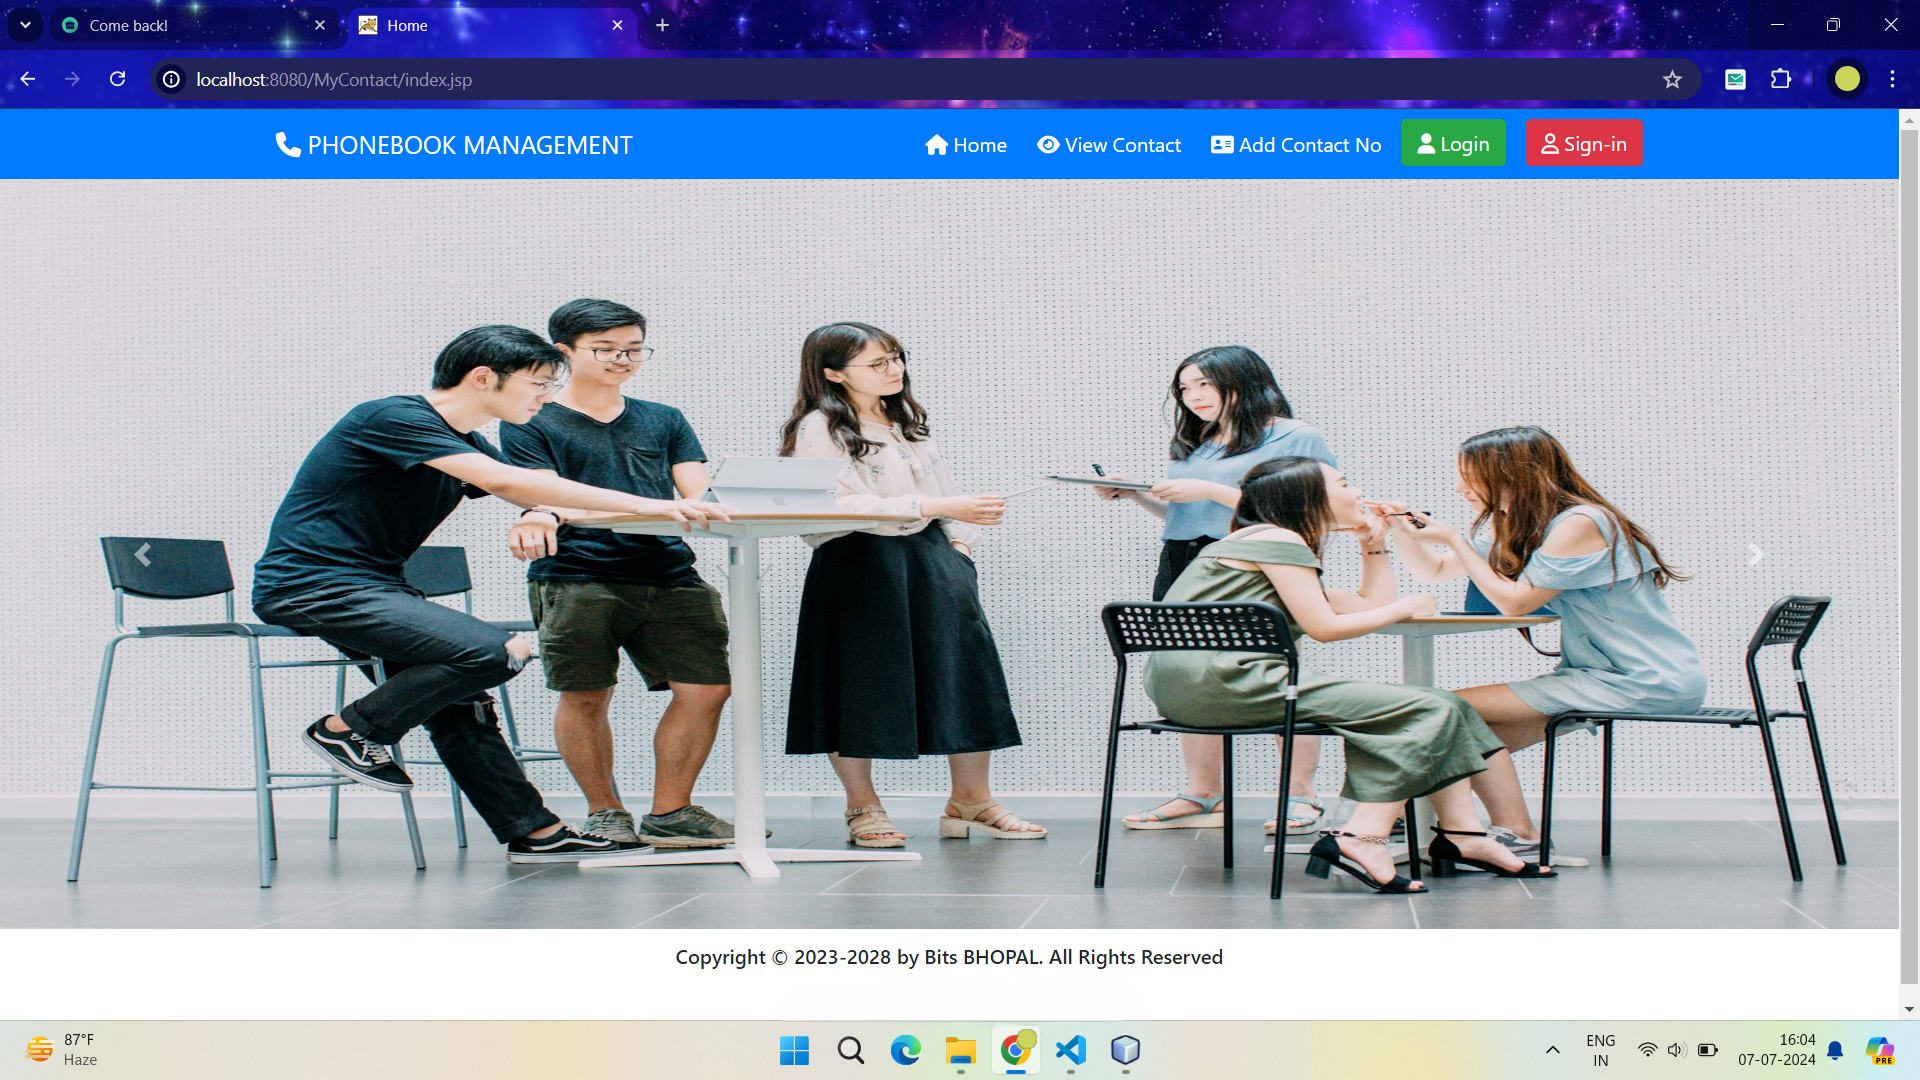 Come back!
Home
localhost:8080/MyContact/index.jsp
PHONEBOOK MANAGEMENT
Home
View Contact
Add Contact No
Login
Sign-in
Copyright © 2023-2028 by Bits BHOPAL. All Rights Reserved
87°F
Haze
ENG
IN
16:04
07-07-2024
PRE